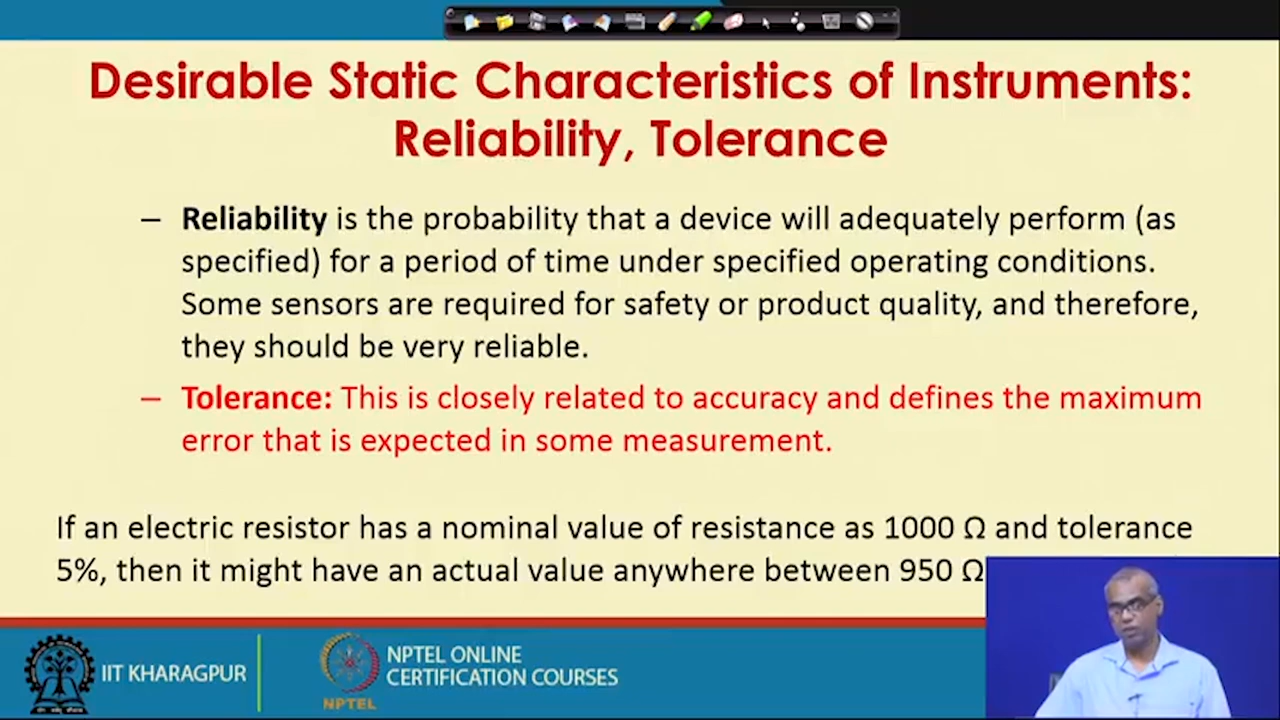 Desirable Static Characteristics of Instruments:
Reliability, Tolerance
– Reliability is the probability that a device will adequately perform (as
specified) for a period of time under specified operating conditions.
Some sensors are required for safety or product quality, and therefore,
they should be very reliable.
– Tolerance: This is closely related to accuracy and defines the maximum
error that is expected in some measurement.
If an electric resistor has a nominal value of resistance as 1000 Ω and tolerance
5%, then it might have an actual value anywhere between 950 Ω
IIT KHARAGPUR
NPTEL
NPTEL ONLINE
CERTIFICATION COURSES